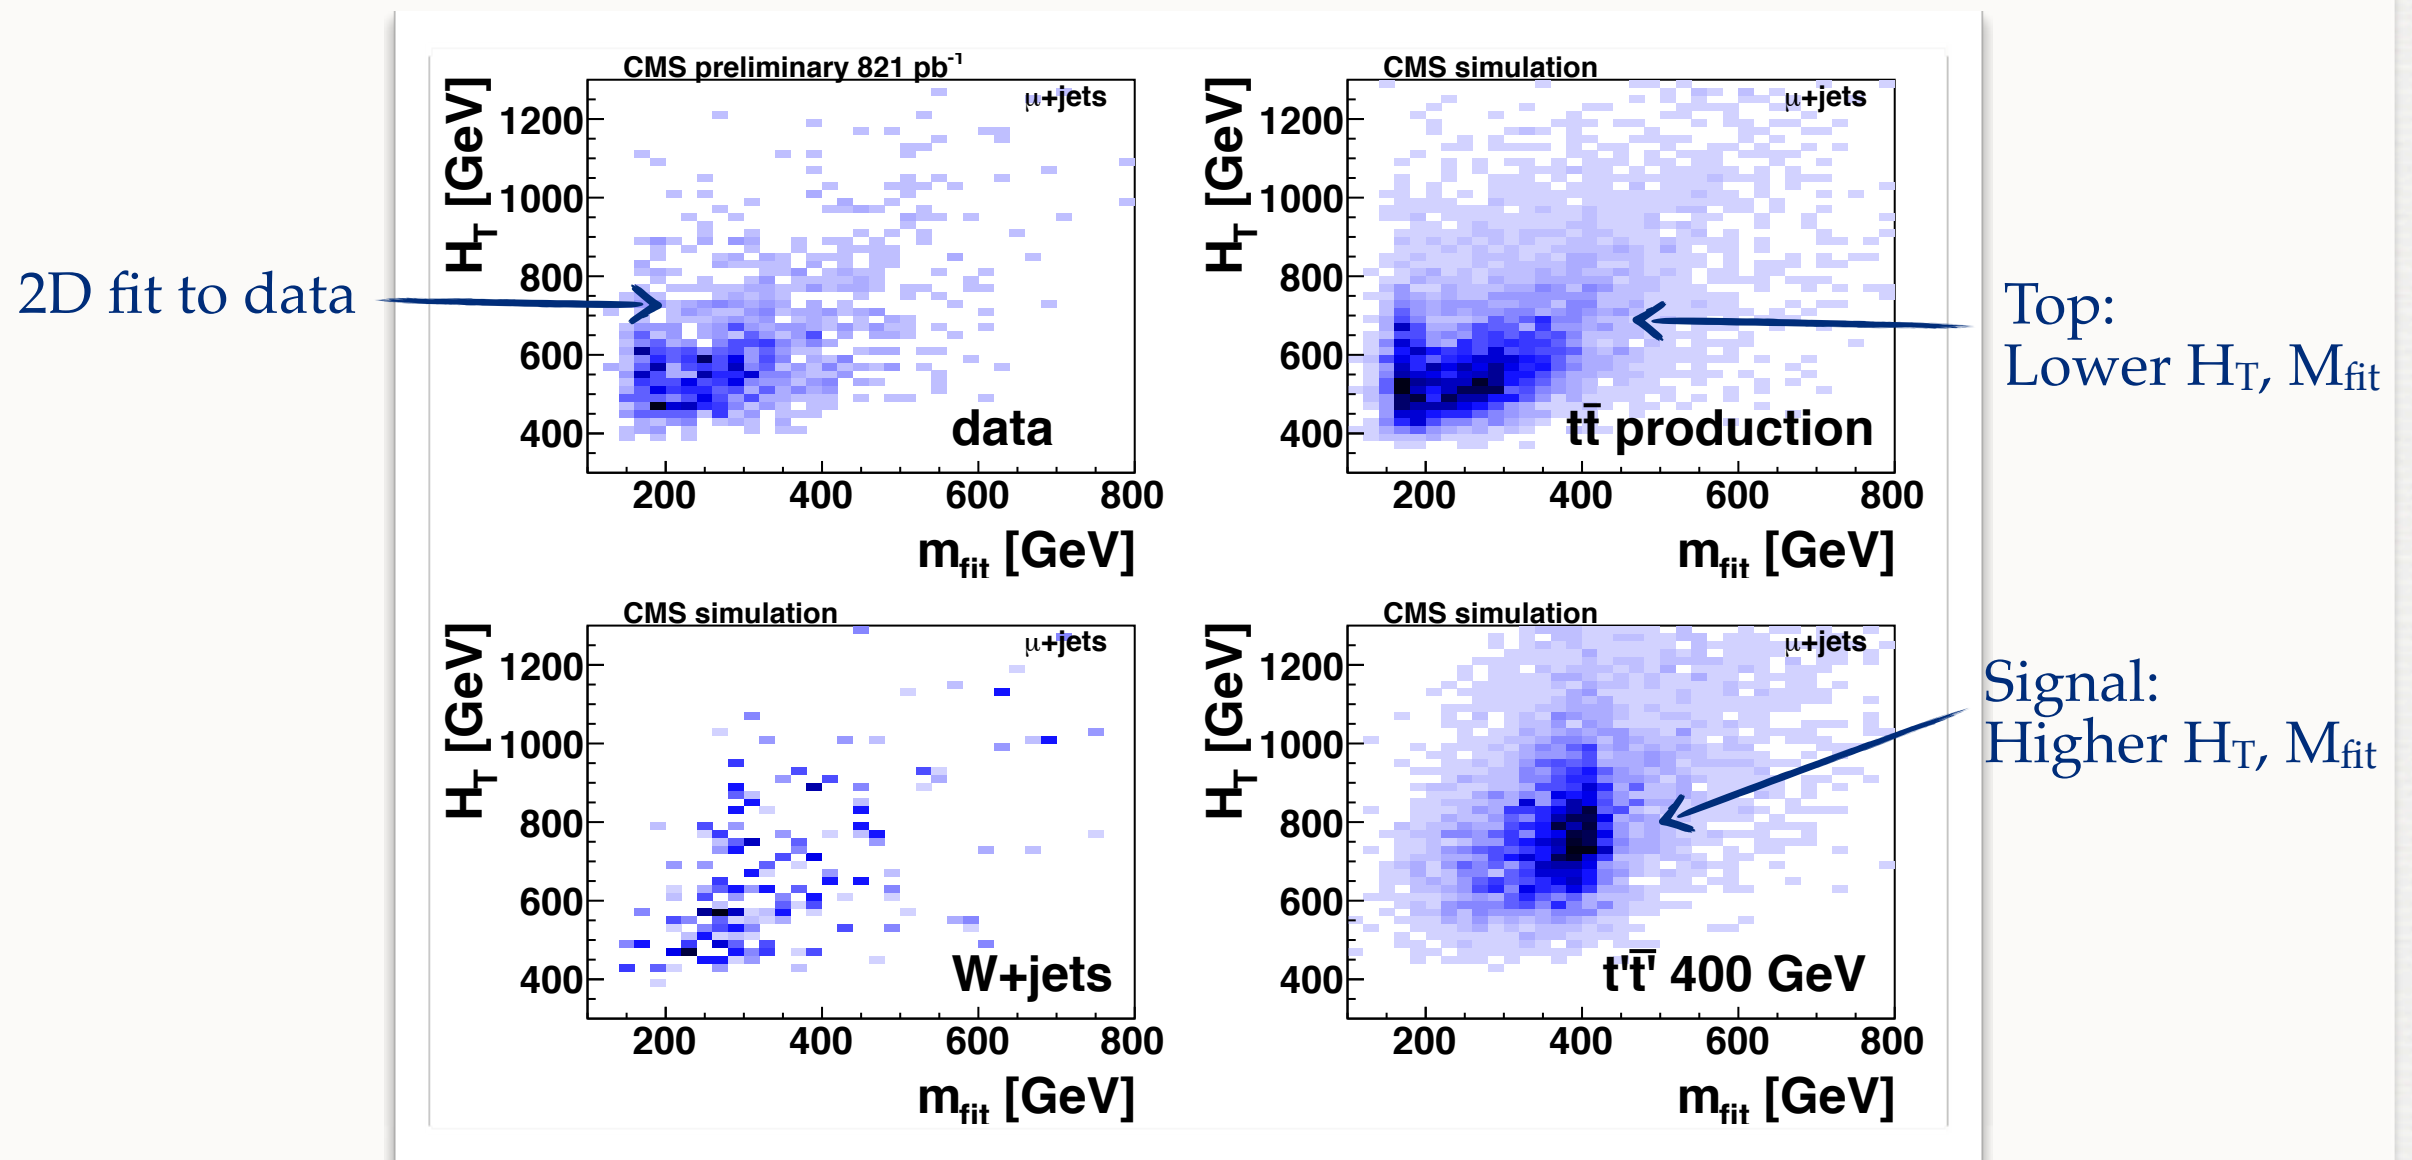 CMS preliminary 821 pb⁻¹
μ+jets
H_T [GeV]
1200
1000
800
600
400
data
200 400 600 800
m_fit [GeV]
CMS simulation
μ+jets
H_T [GeV]
1200
1000
800
600
400
tt̄ production
200 400 600 800
m_fit [GeV]
2D fit to data
Top:
Lower H_T, M_fit
CMS simulation
μ+jets
H_T [GeV]
1200
1000
800
600
400
W+jets
200 400 600 800
m_fit [GeV]
CMS simulation
μ+jets
H_T [GeV]
1200
1000
800
600
400
t't̄' 400 GeV
200 400 600 800
m_fit [GeV]
Signal:
Higher H_T, M_fit